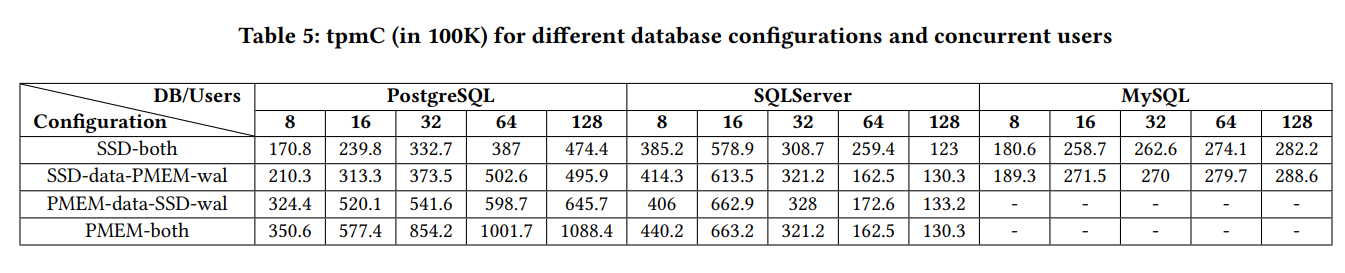 Table 5: tpmC (in 100K) for different database configurations and concurrent users
DB/Users PostgreSQL SQLServer MySQL
Configuration 8 16 32 64 128 8 16 32 64 128 8 16 32 64 128
SSD-both 170.8 239.8 332.7 387 474.4 385.2 578.9 308.7 259.4 123 180.6 258.7 262.6 274.1 282.2
SSD-data-PMEM-wal 210.3 313.3 373.5 502.6 495.9 414.3 613.5 321.2 162.5 130.3 189.3 271.5 270 279.7 288.6
PMEM-data-SSD-wal 324.4 520.1 541.6 598.7 645.7 406 662.9 328 172.6 133.2 - - - - -
PMEM-both 350.6 577.4 854.2 1001.7 1088.4 440.2 663.2 321.2 162.5 130.3 - - - - -